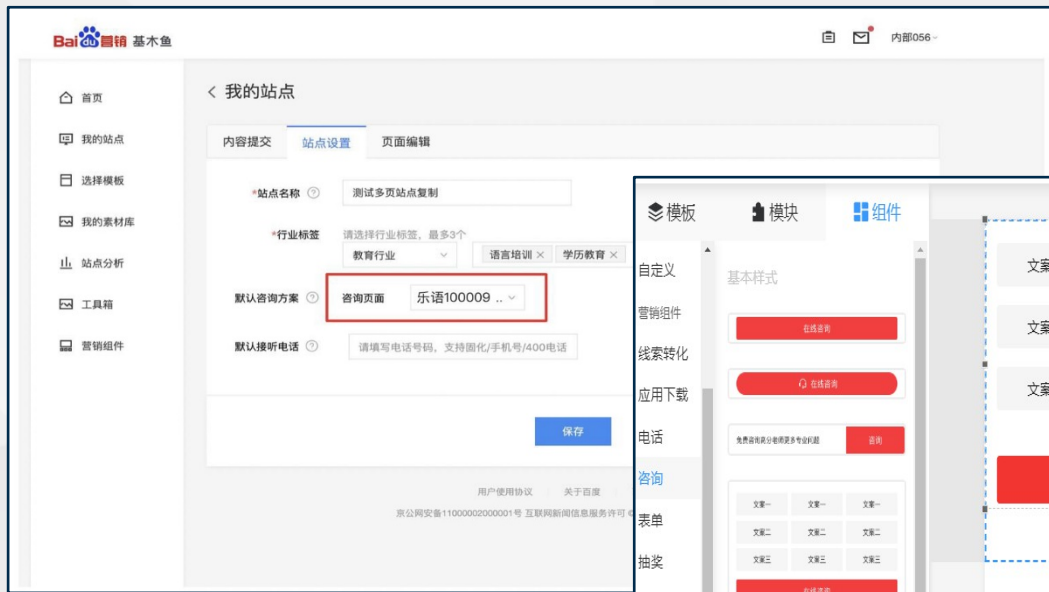 Bai du 营销 基木鱼
内部056
首页
我的站点
选择模板
我的素材库
站点分析
工具箱
营销组件
我的站点
内容提交 站点设置 页面编辑
*站点名称 测试多页站点复制
*行业标签 请选择行业标签，最多3个
教育行业 语言培训 × 学历教育 ×
默认咨询方案 咨询页面 乐语100009 ..
默认接听电话 请填写电话号码，支持固化/手机号/400电话
保存
用户使用协议 关于百度
京公网安备11000002000001号 互联网新闻信息服务许可
模板 模块 组件
自定义
营销组件
线索转化
应用下载
电话
咨询
表单
抽奖
基本样式
在线咨询
在线咨询
免费咨询高分老师更多专业问题 咨询
文案一 文案一 文案一
文案二 文案二 文案二
文案三 文案三 文案三
在线咨询
文案
文案
文案